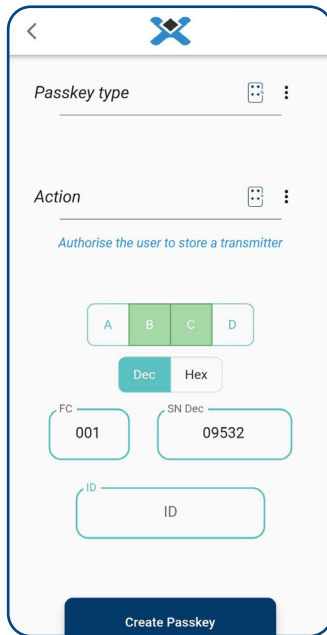 Passkey type
Action
Authorise the user to store a transmitter
A B C D
Dec Hex
FC SN Dec
001 09532
ID
ID
Create Passkey